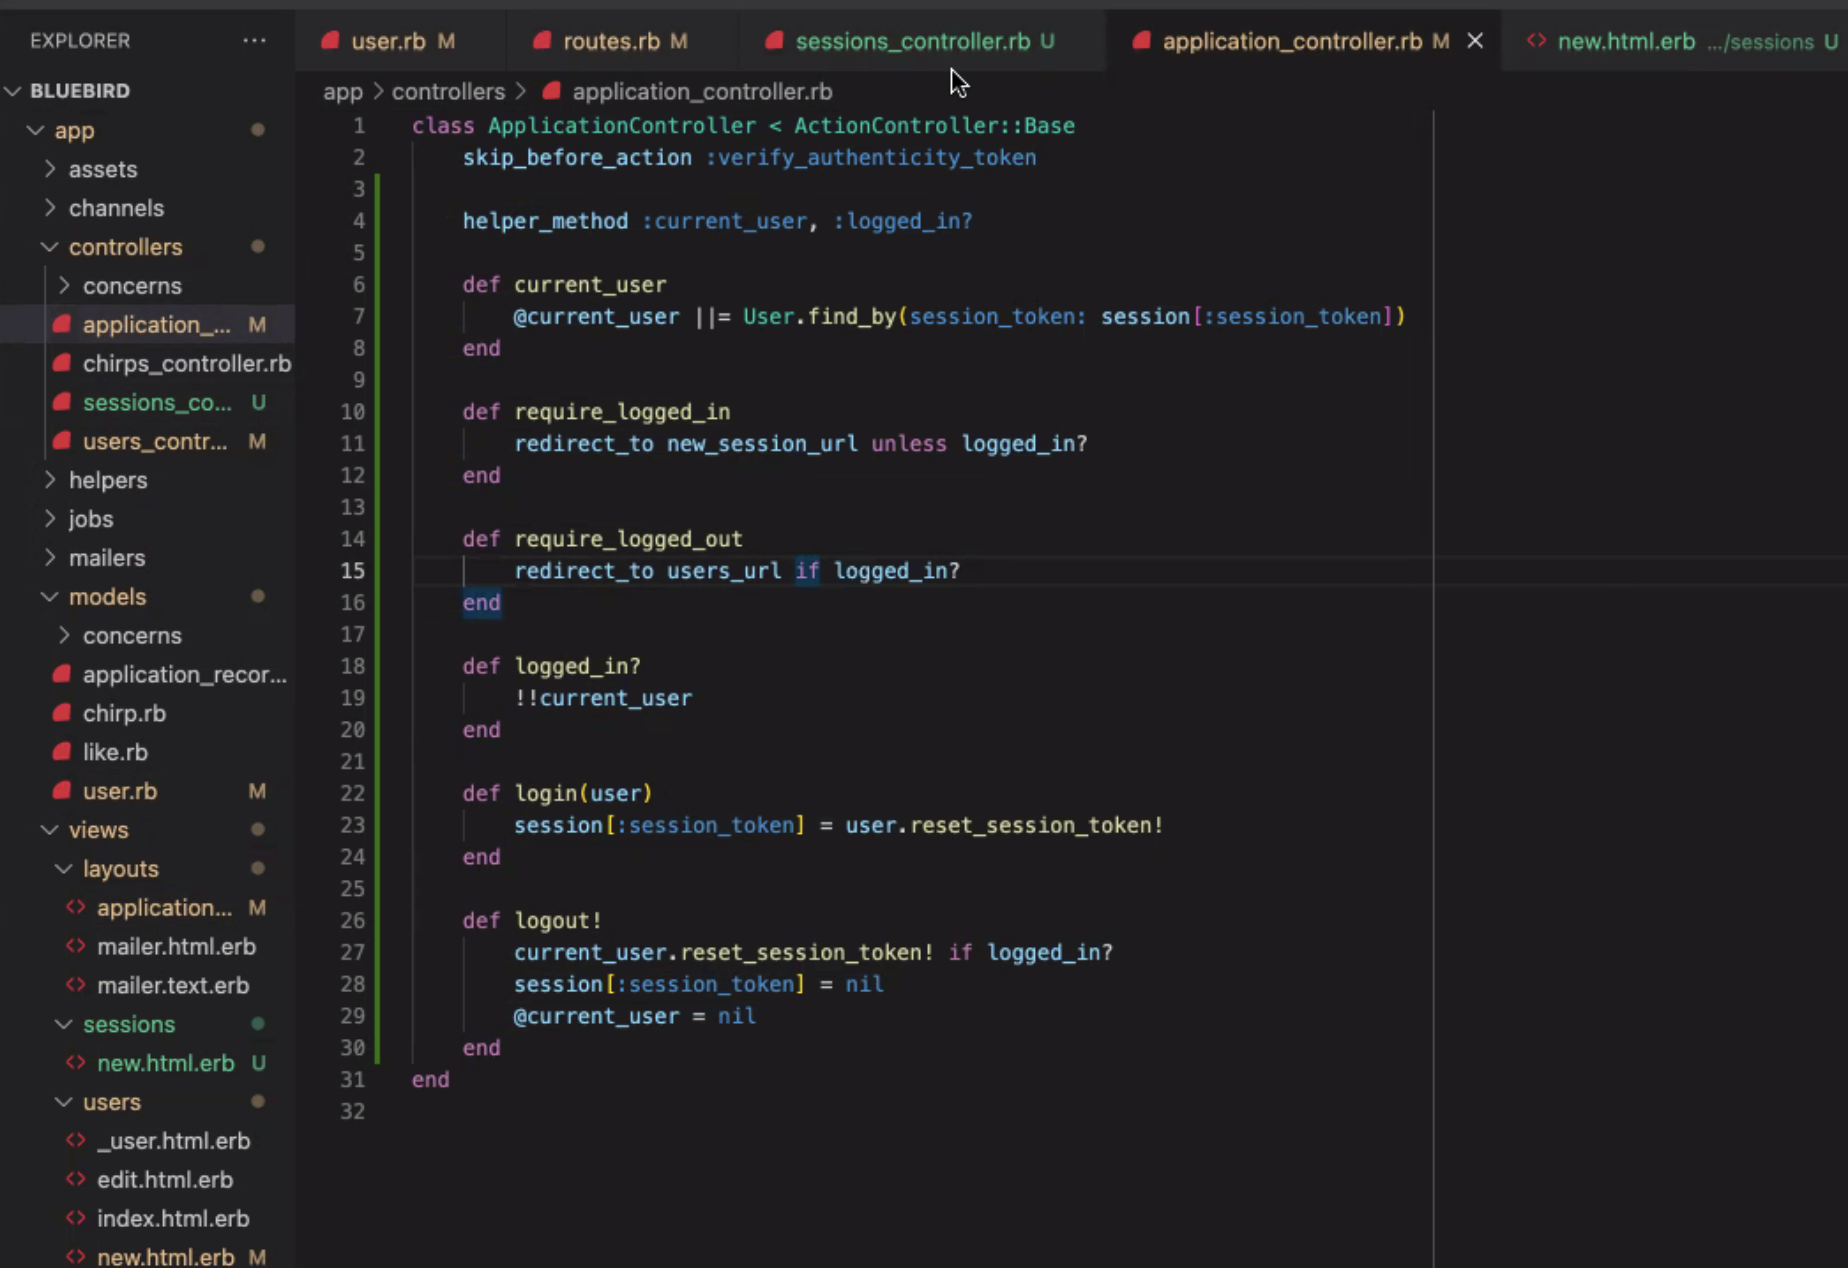 EXPLORER ...
BLUEBIRD
app
assets
channels
controllers
concerns
application_... M
chirps_controller.rb
sessions_co... U
users_contr... M
helpers
jobs
mailers
models
concerns
application_recor...
chirp.rb
like.rb
user.rb M
views
layouts
application... M
mailer.html.erb
mailer.text.erb
sessions
new.html.erb U
users
_user.html.erb
edit.html.erb
index.html.erb
new.html.erb M
user.rb M routes.rb M sessions_controller.rb U application_controller.rb M × <> new.html.erb .../sessions U
app > controllers > application_controller.rb
1 class ApplicationController < ActionController::Base
2 skip_before_action :verify_authenticity_token
3
4 helper_method :current_user, :logged_in?
5
6 def current_user
7 @current_user ||= User.find_by(session_token: session[:session_token])
8 end
9
10 def require_logged_in
11 redirect_to new_session_url unless logged_in?
12 end
13
14 def require_logged_out
15 redirect_to users_url if logged_in?
16 end
17
18 def logged_in?
19 !!current_user
20 end
21
22 def login(user)
23 session[:session_token] = user.reset_session_token!
24 end
25
26 def logout!
27 current_user.reset_session_token! if logged_in?
28 session[:session_token] = nil
29 @current_user = nil
30 end
31 end
32